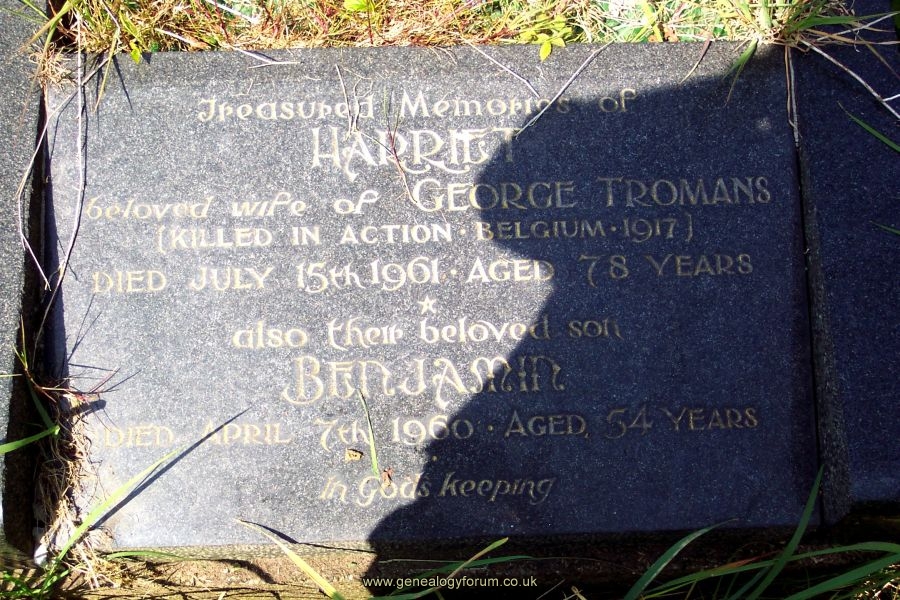 Treasured Memories of
HARRIET
beloved wife of GEORGE TROMANS
(KILLED IN ACTION · BELGIUM · 1917)
DIED JULY 15th 1961 · AGED 78 YEARS
also their beloved son
BENJAMIN
DIED APRIL 7th 1960 · AGED 54 YEARS
In God's keeping
www.genealogyforum.co.uk